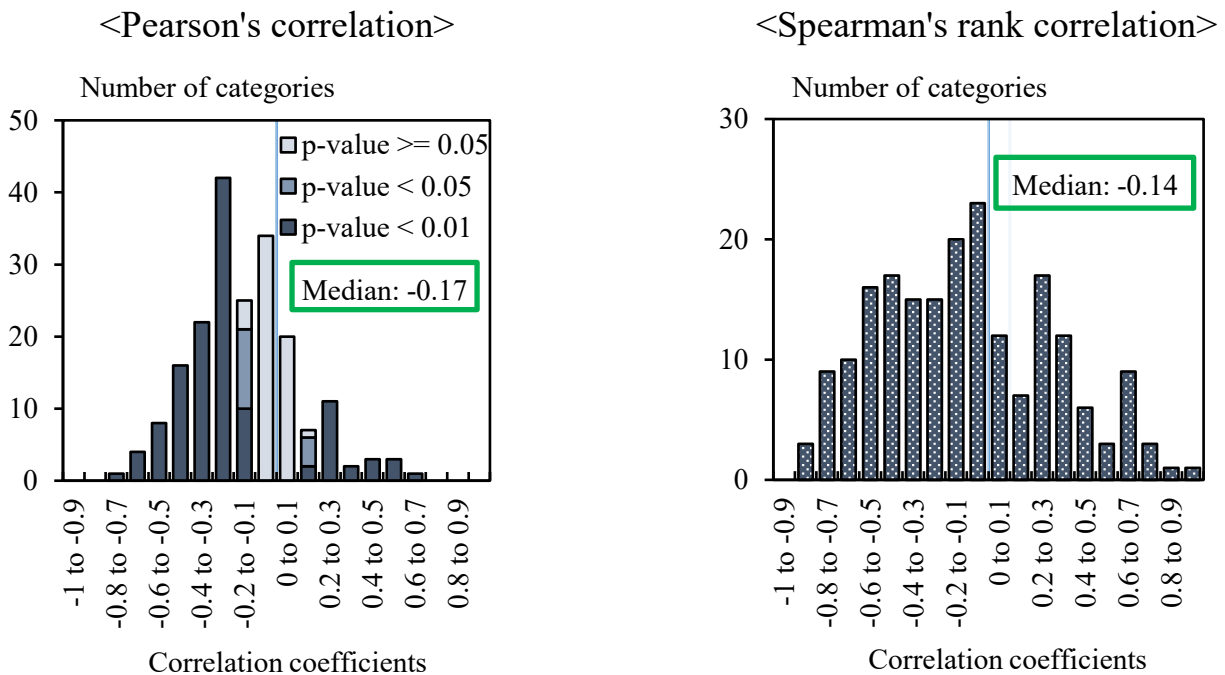 <Pearson's correlation>
Number of categories
50
40
30
20
10
0
p-value >= 0.05
p-value < 0.05
p-value < 0.01
Median: -0.17
-1 to -0.9
-0.8 to -0.7
-0.6 to -0.5
-0.4 to -0.3
-0.2 to -0.1
0 to 0.1
0.2 to 0.3
0.4 to 0.5
0.6 to 0.7
0.8 to 0.9
Correlation coefficients
<Spearman's rank correlation>
Number of categories
30
20
10
0
Median: -0.14
-1 to -0.9
-0.8 to -0.7
-0.6 to -0.5
-0.4 to -0.3
-0.2 to -0.1
0 to 0.1
0.2 to 0.3
0.4 to 0.5
0.6 to 0.7
0.8 to 0.9
Correlation coefficients